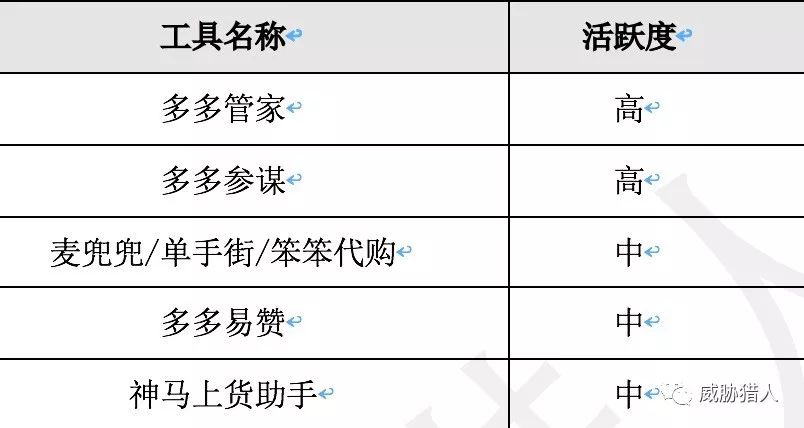 工具名称 活跃度
多多管家 高
多多参谋 高
麦兜兜/单手街/笨笨代购 中
多多易赞 中
神马上货助手 中
威胁猎人